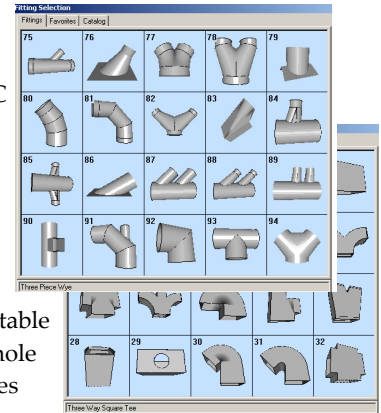 Fitting Selection
Fittings Favorites Catalog
75 76 77 78 79
C
80 81 82 83 84
85 86 87 88 89
90 91 92 93 94
Three Piece Wye
table
hole
28 29 30 31 32
es
Three Way Square Tee